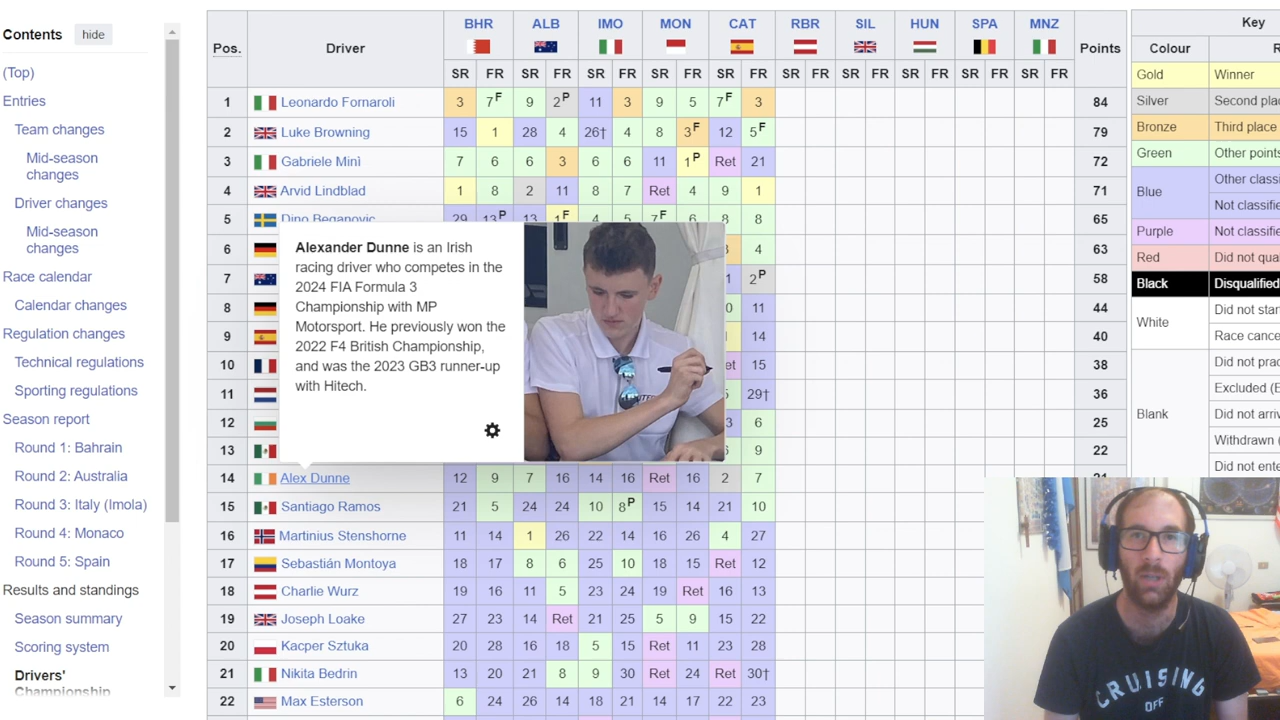 Contents hide
(Top)
Entries
Team changes
Mid-season
changes
Driver changes
Mid-season
changes
Race calendar
Calendar changes
Regulation changes
Technical regulations
Sporting regulations
Season report
Round 1: Bahrain
Round 2: Australia
Round 3: Italy (Imola)
Round 4: Monaco
Round 5: Spain
Results and standings
Season summary
Scoring system
Drivers'
Championship
Pos. Driver BHR ALB IMO MON CAT RBR SIL HUN SPA MNZ Points
SR FR SR FR SR FR SR FR SR FR SR FR SR FR SR FR SR FR SR FR
1 Leonardo Fornaroli 3 7F 9 2P 11 3 9 5 7F 3 84
2 Luke Browning 15 1 28 4 26† 4 8 3F 12 5F 79
3 Gabriele Minì 7 6 6 3 6 6 11 1P Ret 21 72
4 Arvid Lindblad 1 8 2 11 8 7 Ret 4 9 1 71
5 Dino Beganovic 29 13P 13 1F 4 5 7F 6 8 8 65
6 4 63
7 2P 58
8 11 44
9 14 40
10 15 38
11 29† 36
12 6 25
13 9 22
14 Alex Dunne 12 9 7 16 14 16 Ret 16 2 7
15 Santiago Ramos 21 5 24 24 10 8P 15 14 21 10
16 Martinius Stenshorne 11 14 1 26 22 14 16 26 4 27
17 Sebastián Montoya 18 17 8 6 25 10 18 15 Ret 12
18 Charlie Wurz 19 16 11 5 23 24 19 Ret 16 13
19 Joseph Loake 27 23 14 Ret 21 25 5 9 15 22
20 Kacper Sztuka 20 28 16 18 5 15 Ret 11 23 28
21 Nikita Bedrin 13 20 21 8 9 30 Ret 24 Ret 30†
22 Max Esterson 6 22 26 14 18 21 14 17 22 23
Alexander Dunne is an Irish
racing driver who competes in the
2024 FIA Formula 3
Championship with MP
Motorsport. He previously won the
2022 F4 British Championship,
and was the 2023 GB3 runner-up
with Hitech.
Key
Colour
Gold Winner
Silver Second
Bronze Third place
Green Other points
Blue Other
Not
Purple Not
Red Did not
Black Disqualified
White Did not
Race
Blank Did not
Excluded
Did not
Withdrawn
Did not
CRUISING
OFF